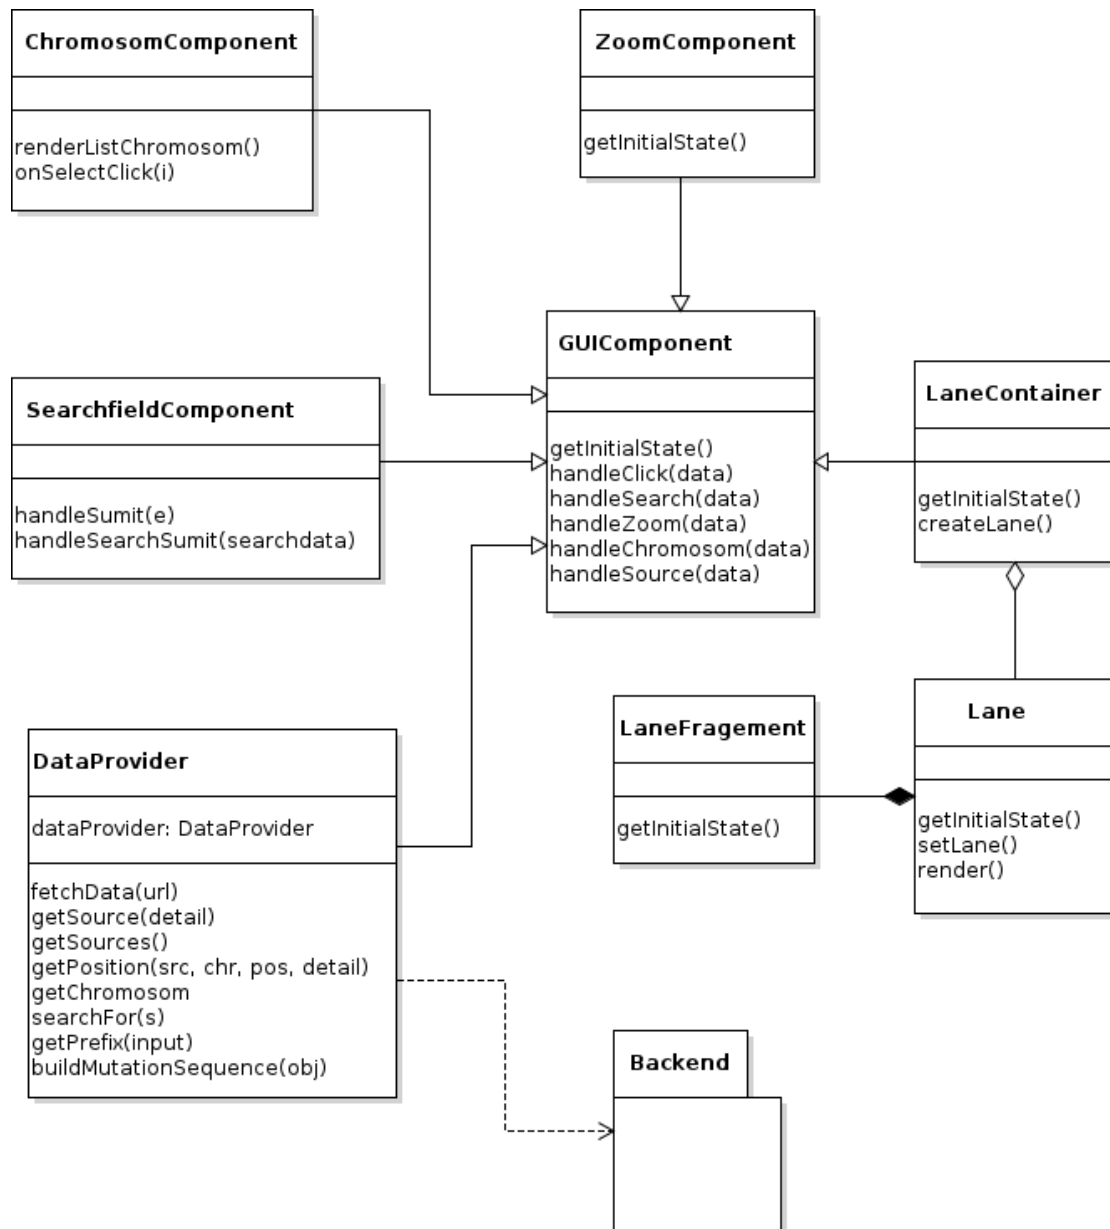 ChromosomComponent
renderListChromosom()
onSelectClick(i)
ZoomComponent
getInitialState()
GUIComponent
getInitialState()
handleClick(data)
handleSearch(data)
handleZoom(data)
handleChromosom(data)
handleSource(data)
LaneContainer
getInitialState()
createLane()
SearchfieldComponent
handleSumit(e)
handleSearchSumit(searchdata)
LaneFragement
getInitialState()
Lane
getInitialState()
setLane()
render()
DataProvider
dataProvider: DataProvider
fetchData(url)
getSource(detail)
getSources()
getPosition(src, chr, pos, detail)
getChromosom
searchFor(s)
getPrefix(input)
buildMutationSequence(obj)
Backend